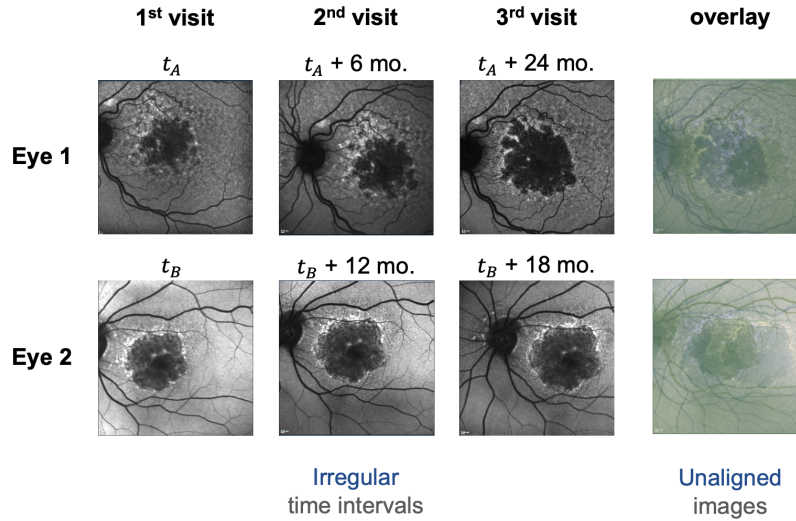 1st visit 2nd visit 3rd visit overlay
tA tA + 6 mo. tA + 24 mo.
Eye 1
tB tB + 12 mo. tB + 18 mo.
Eye 2
Irregular Unaligned
time intervals images